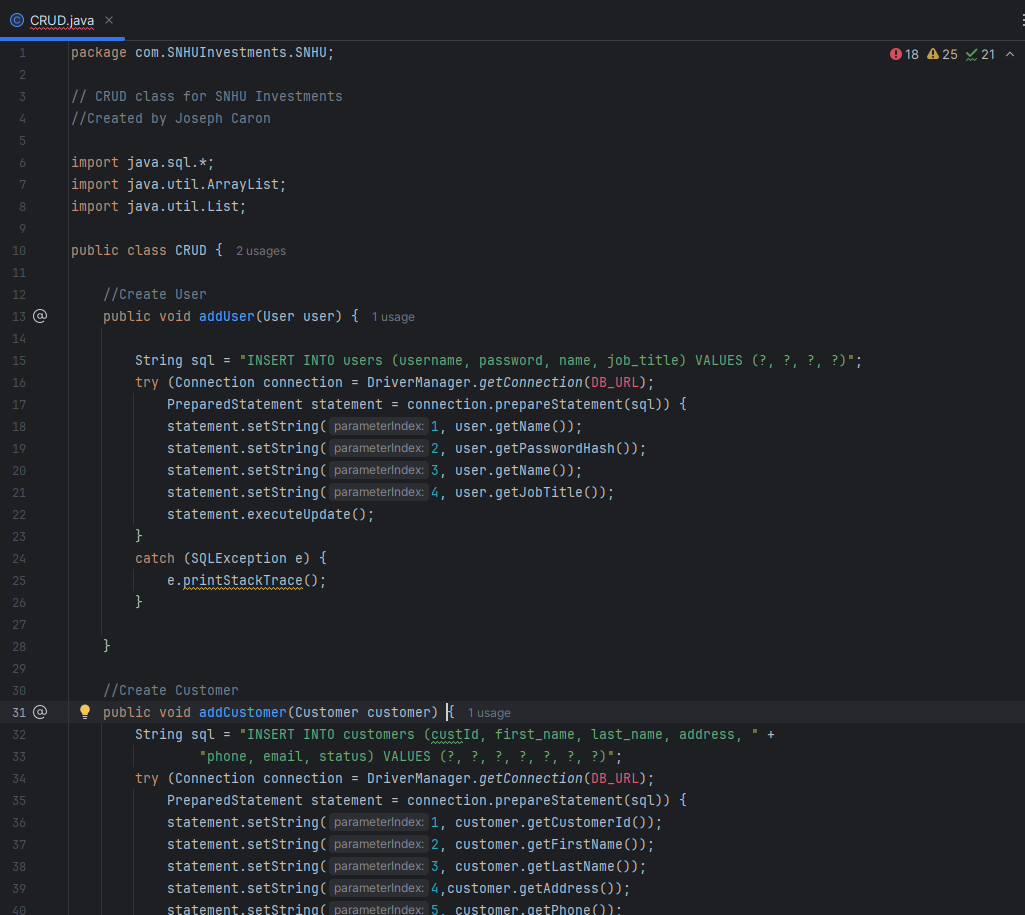 CRUD.java
18 25 21
1 package com.SNHUInvestments.SNHU;
2
3 // CRUD class for SNHU Investments
4 //Created by Joseph Caron
5
6 import java.sql.*;
7 import java.util.ArrayList;
8 import java.util.List;
9
10 public class CRUD { 2 usages
11
12 //Create User
13 public void addUser(User user) { 1 usage
14
15 String sql = "INSERT INTO users (username, password, name, job_title) VALUES (?, ?, ?, ?)";
16 try (Connection connection = DriverManager.getConnection(DB_URL);
17 PreparedStatement statement = connection.prepareStatement(sql)) {
18 statement.setString( parameterIndex: 1, user.getName());
19 statement.setString( parameterIndex: 2, user.getPasswordHash());
20 statement.setString( parameterIndex: 3, user.getName());
21 statement.setString( parameterIndex: 4, user.getJobTitle());
22 statement.executeUpdate();
23 }
24 catch (SQLException e) {
25 e.printStackTrace();
26 }
27
28 }
29
30 //Create Customer
31 public void addCustomer(Customer customer) { 1 usage
32 String sql = "INSERT INTO customers (custId, first_name, last_name, address, " +
33 "phone, email, status) VALUES (?, ?, ?, ?, ?, ?, ?)";
34 try (Connection connection = DriverManager.getConnection(DB_URL);
35 PreparedStatement statement = connection.prepareStatement(sql)) {
36 statement.setString( parameterIndex: 1, customer.getCustomerId());
37 statement.setString( parameterIndex: 2, customer.getFirstName());
38 statement.setString( parameterIndex: 3, customer.getLastName());
39 statement.setString( parameterIndex: 4,customer.getAddress());
40 statement.setString( parameterIndex: 5, customer.getPhone());